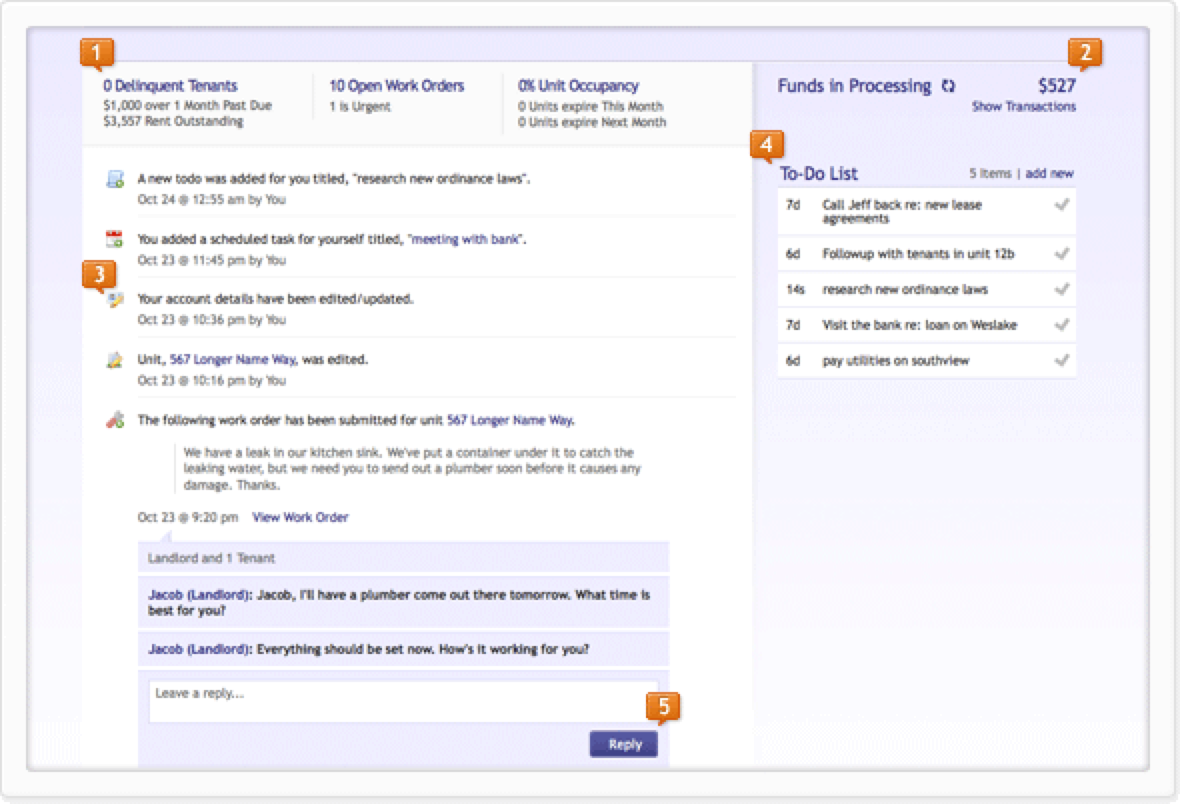 1
0 Delinquent Tenants
$1,000 over 1 Month Past Due
$3,557 Rent Outstanding
10 Open Work Orders
1 is Urgent
0% Unit Occupancy
0 Units expire This Month
0 Units expire Next Month
2
Funds in Processing $527
Show Transactions
3
A new todo was added for you titled, "research new ordinance laws".
Oct 24 @ 12:55 am by You
You added a scheduled task for yourself titled, "meeting with bank".
Oct 23 @ 11:45 pm by You
Your account details have been edited/updated.
Oct 23 @ 10:36 pm by You
Unit, 567 Longer Name Way, was edited.
Oct 23 @ 10:16 pm by You
The following work order has been submitted for unit 567 Longer Name Way.
We have a leak in our kitchen sink. We've put a container under it to catch the
leaking water, but we need you to send out a plumber soon before it causes any
damage. Thanks.
Oct 23 @ 9:20 pm View Work Order
Landlord and 1 Tenant
Jacob (Landlord): Jacob, I'll have a plumber come out there tomorrow. What time is
best for you?
Jacob (Landlord): Everything should be set now. How's it working for you?
Leave a reply...
5
Reply
4
To-Do List 5 items | add new
7d Call Jeff back re: new lease
agreements
6d Followup with tenants in unit 12b
14s research new ordinance laws
7d Visit the bank re: loan on Weslake
6d pay utilities on southview